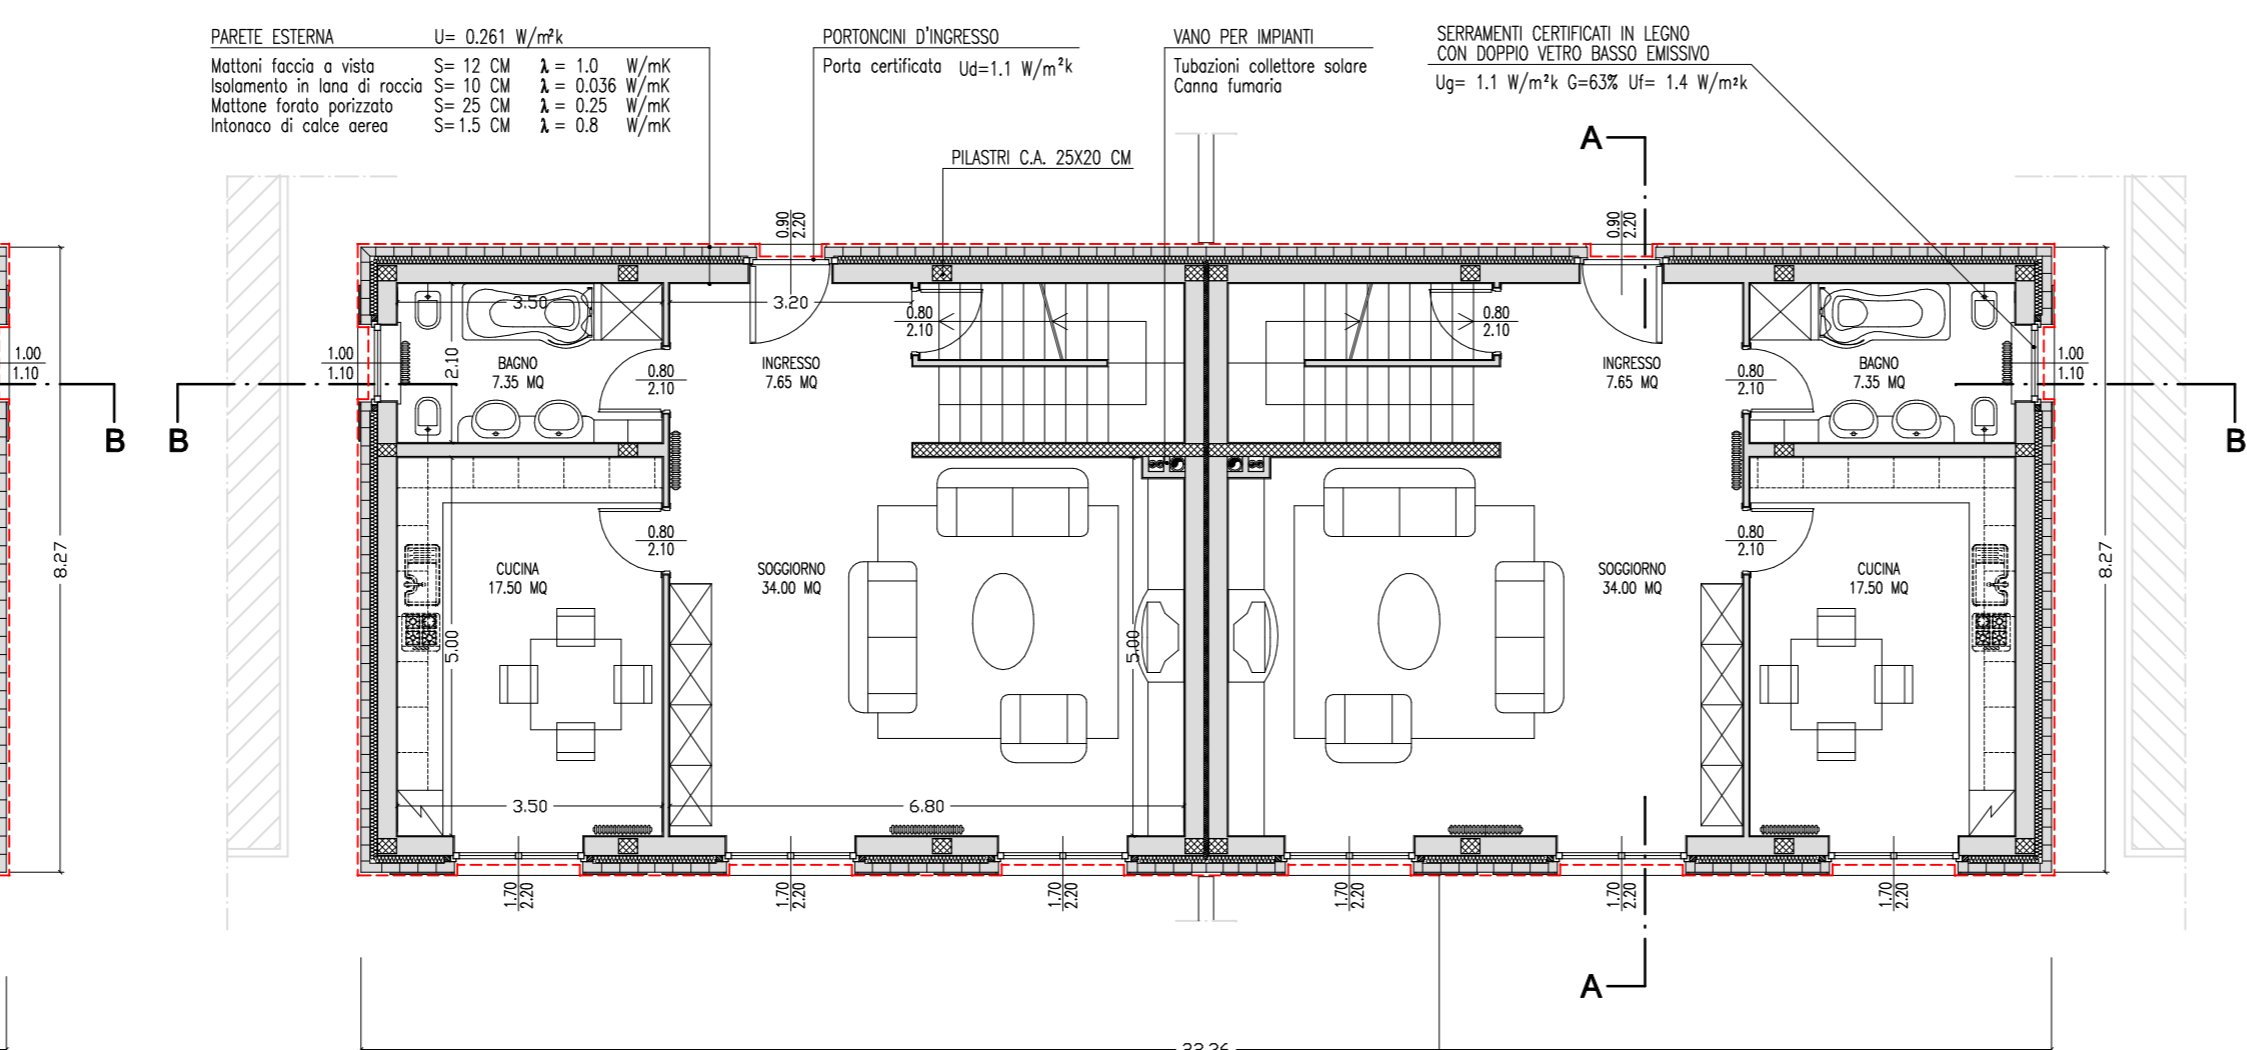 PARETE ESTERNA U= 0.261 W/m²k
Mattoni faccia a vista S= 12 CM λ = 1.0 W/mK
Isolamento in lana di roccia S= 10 CM λ = 0.036 W/mK
Mattone forato porizzato S= 25 CM λ = 0.25 W/mK
Intonaco di calce aerea S= 1.5 CM λ = 0.8 W/mK
PORTONCINI D'INGRESSO
Porta certificata Ud=1.1 W/m²k
VANO PER IMPIANTI
Tubazioni collettore solare
Canna fumaria
SERRAMENTI CERTIFICATI IN LEGNO
CON DOPPIO VETRO BASSO EMISSIVO
Ug= 1.1 W/m²k G=63% Uf= 1.4 W/m²k
PILASTRI C.A. 25X20 CM
A
0.90
2.20
0.90
2.20
3.50
3.20
0.80
2.10
0.80
2.10
1.00
1.10
1.00
1.10
2.10
BAGNO
7.35 MQ
0.80
2.10
INGRESSO
7.65 MQ
INGRESSO
7.65 MQ
0.80
2.10
BAGNO
7.35 MQ
1.00
1.10
B
B
B
8.27
0.80
2.10
0.80
2.10
8.27
CUCINA
17.50 MQ
SOGGIORNO
34.00 MQ
SOGGIORNO
34.00 MQ
CUCINA
17.50 MQ
5.00
5.00
3.50
6.80
1.70
2.20
1.70
2.20
1.70
2.20
1.70
2.20
1.70
2.20
1.70
2.20
A